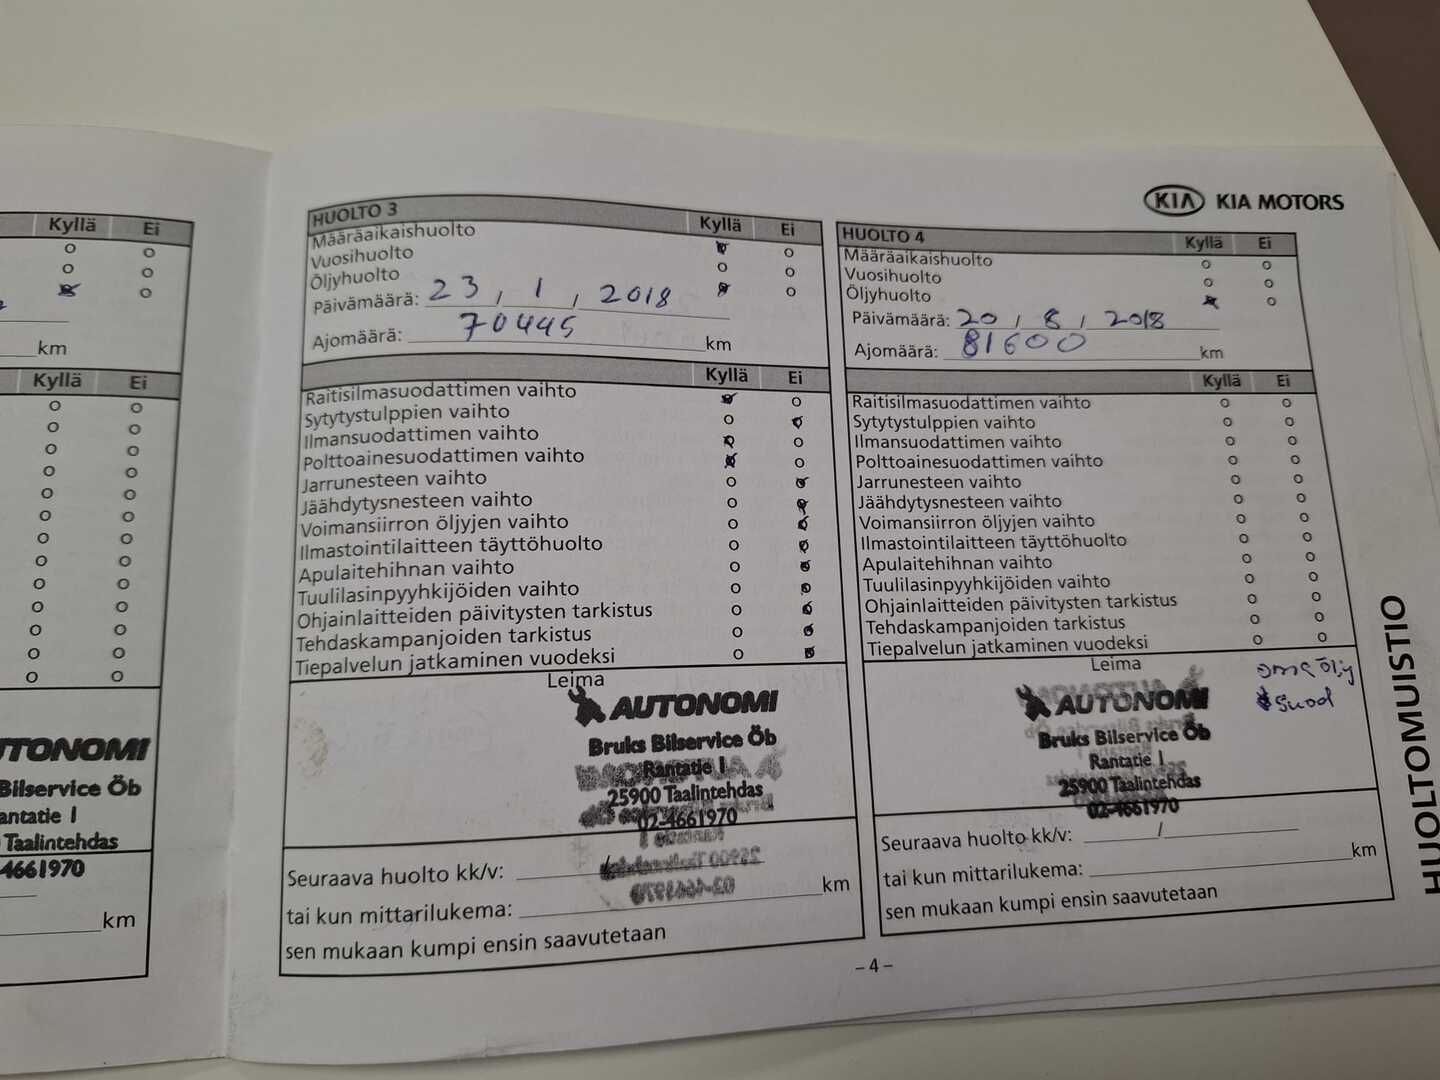 Kyllä Ei
km
Kyllä Ei
UTONOMI
Bilservice Öb
antatie 1
Taalintehdas
4661970
km
HUOLTO 3 Kyllä Ei
Määräaikaishuolto
Vuosihuolto
Öljyhuolto
Päivämäärä: 23 / 1 / 2018
Ajomäärä: 70445 km
Kyllä Ei
Raitisilmasuodattimen vaihto
Sytytystulppien vaihto
Ilmansuodattimen vaihto
Polttoainesuodattimen vaihto
Jarrunesteen vaihto
Jäähdytysnesteen vaihto
Voimansiirron öljyjen vaihto
Ilmastointilaitteen täyttöhuolto
Apulaitehihnan vaihto
Tuulilasinpyyhkijöiden vaihto
Ohjainlaitteiden päivitysten tarkistus
Tehdaskampanjoiden tarkistus
Tiepalvelun jatkaminen vuodeksi
Leima
AUTONOMI
Bruks Bilservice Öb
Rantatie 1
25900 Taalintehdas
02-4661970
Seuraava huolto kk/v: /
tai kun mittarilukema: km
sen mukaan kumpi ensin saavutetaan
KIA KIA MOTORS
HUOLTO 4 Kyllä Ei
Määräaikaishuolto
Vuosihuolto
Öljyhuolto
Päivämäärä: 20 / 8 / 2018
Ajomäärä: 81600 km
Kyllä Ei
Raitisilmasuodattimen vaihto
Sytytystulppien vaihto
Ilmansuodattimen vaihto
Polttoainesuodattimen vaihto
Jarrunesteen vaihto
Jäähdytysnesteen vaihto
Voimansiirron öljyjen vaihto
Ilmastointilaitteen täyttöhuolto
Apulaitehihnan vaihto
Tuulilasinpyyhkijöiden vaihto
Ohjainlaitteiden päivitysten tarkistus
Tehdaskampanjoiden tarkistus
Tiepalvelun jatkaminen vuodeksi
Leima
oma öljy
suod
AUTONOMI
Bruks Bilservice Öb
Rantatie 1
25900 Taalintehdas
02-4661970
Seuraava huolto kk/v: /
tai kun mittarilukema: km
sen mukaan kumpi ensin saavutetaan
– 4 –
HUOLTOMUISTIO